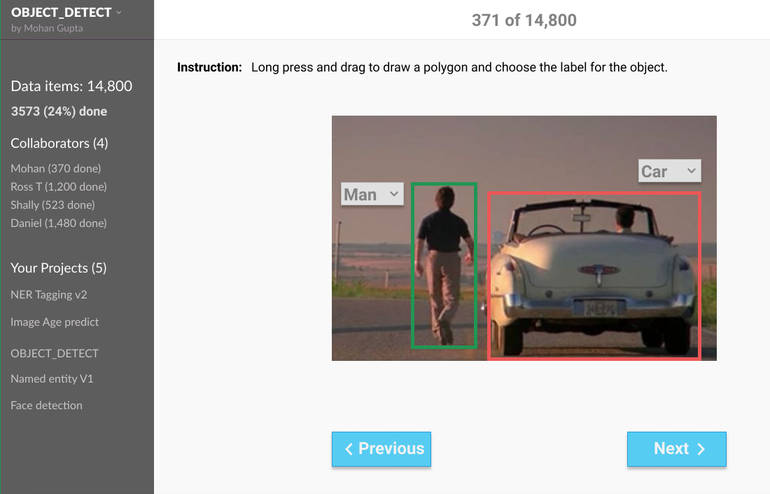 OBJECT_DETECT
by Mohan Gupta
371 of 14,800
Instruction: Long press and drag to draw a polygon and choose the label for the object.
Data items: 14,800
3573 (24%) done
Collaborators (4)
Mohan (370 done)
Ross T (1,200 done)
Shally (523 done)
Daniel (1,480 done)
Your Projects (5)
NER Tagging v2
Image Age predict
OBJECT_DETECT
Named entity V1
Face detection
Man
Car
Previous
Next